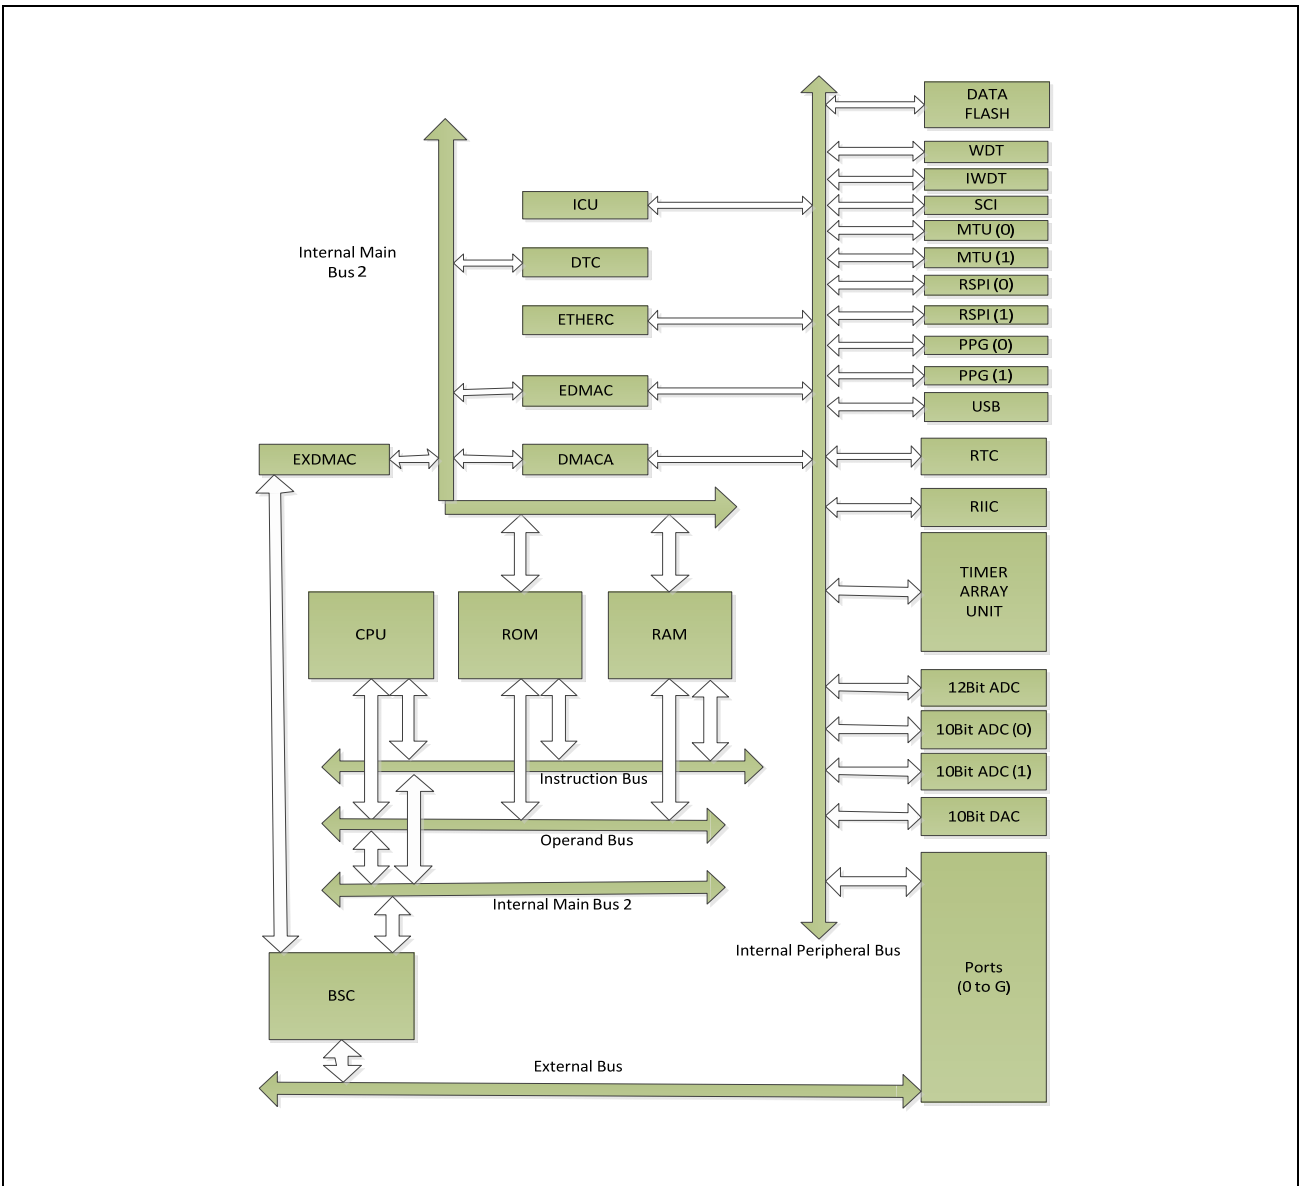 DATA
FLASH
WDT
IWDT
ICU
SCI
MTU (0)
Internal Main
Bus 2
DTC
MTU (1)
RSPI (0)
ETHERC
RSPI (1)
PPG (0)
EDMAC
PPG (1)
USB
EXDMAC
DMACA
RTC
RIIC
TIMER
ARRAY
UNIT
CPU
ROM
RAM
12Bit ADC
10Bit ADC (0)
Instruction Bus
10Bit ADC (1)
10Bit DAC
Operand Bus
Internal Main Bus 2
Internal Peripheral Bus
Ports
(0 to G)
BSC
External Bus